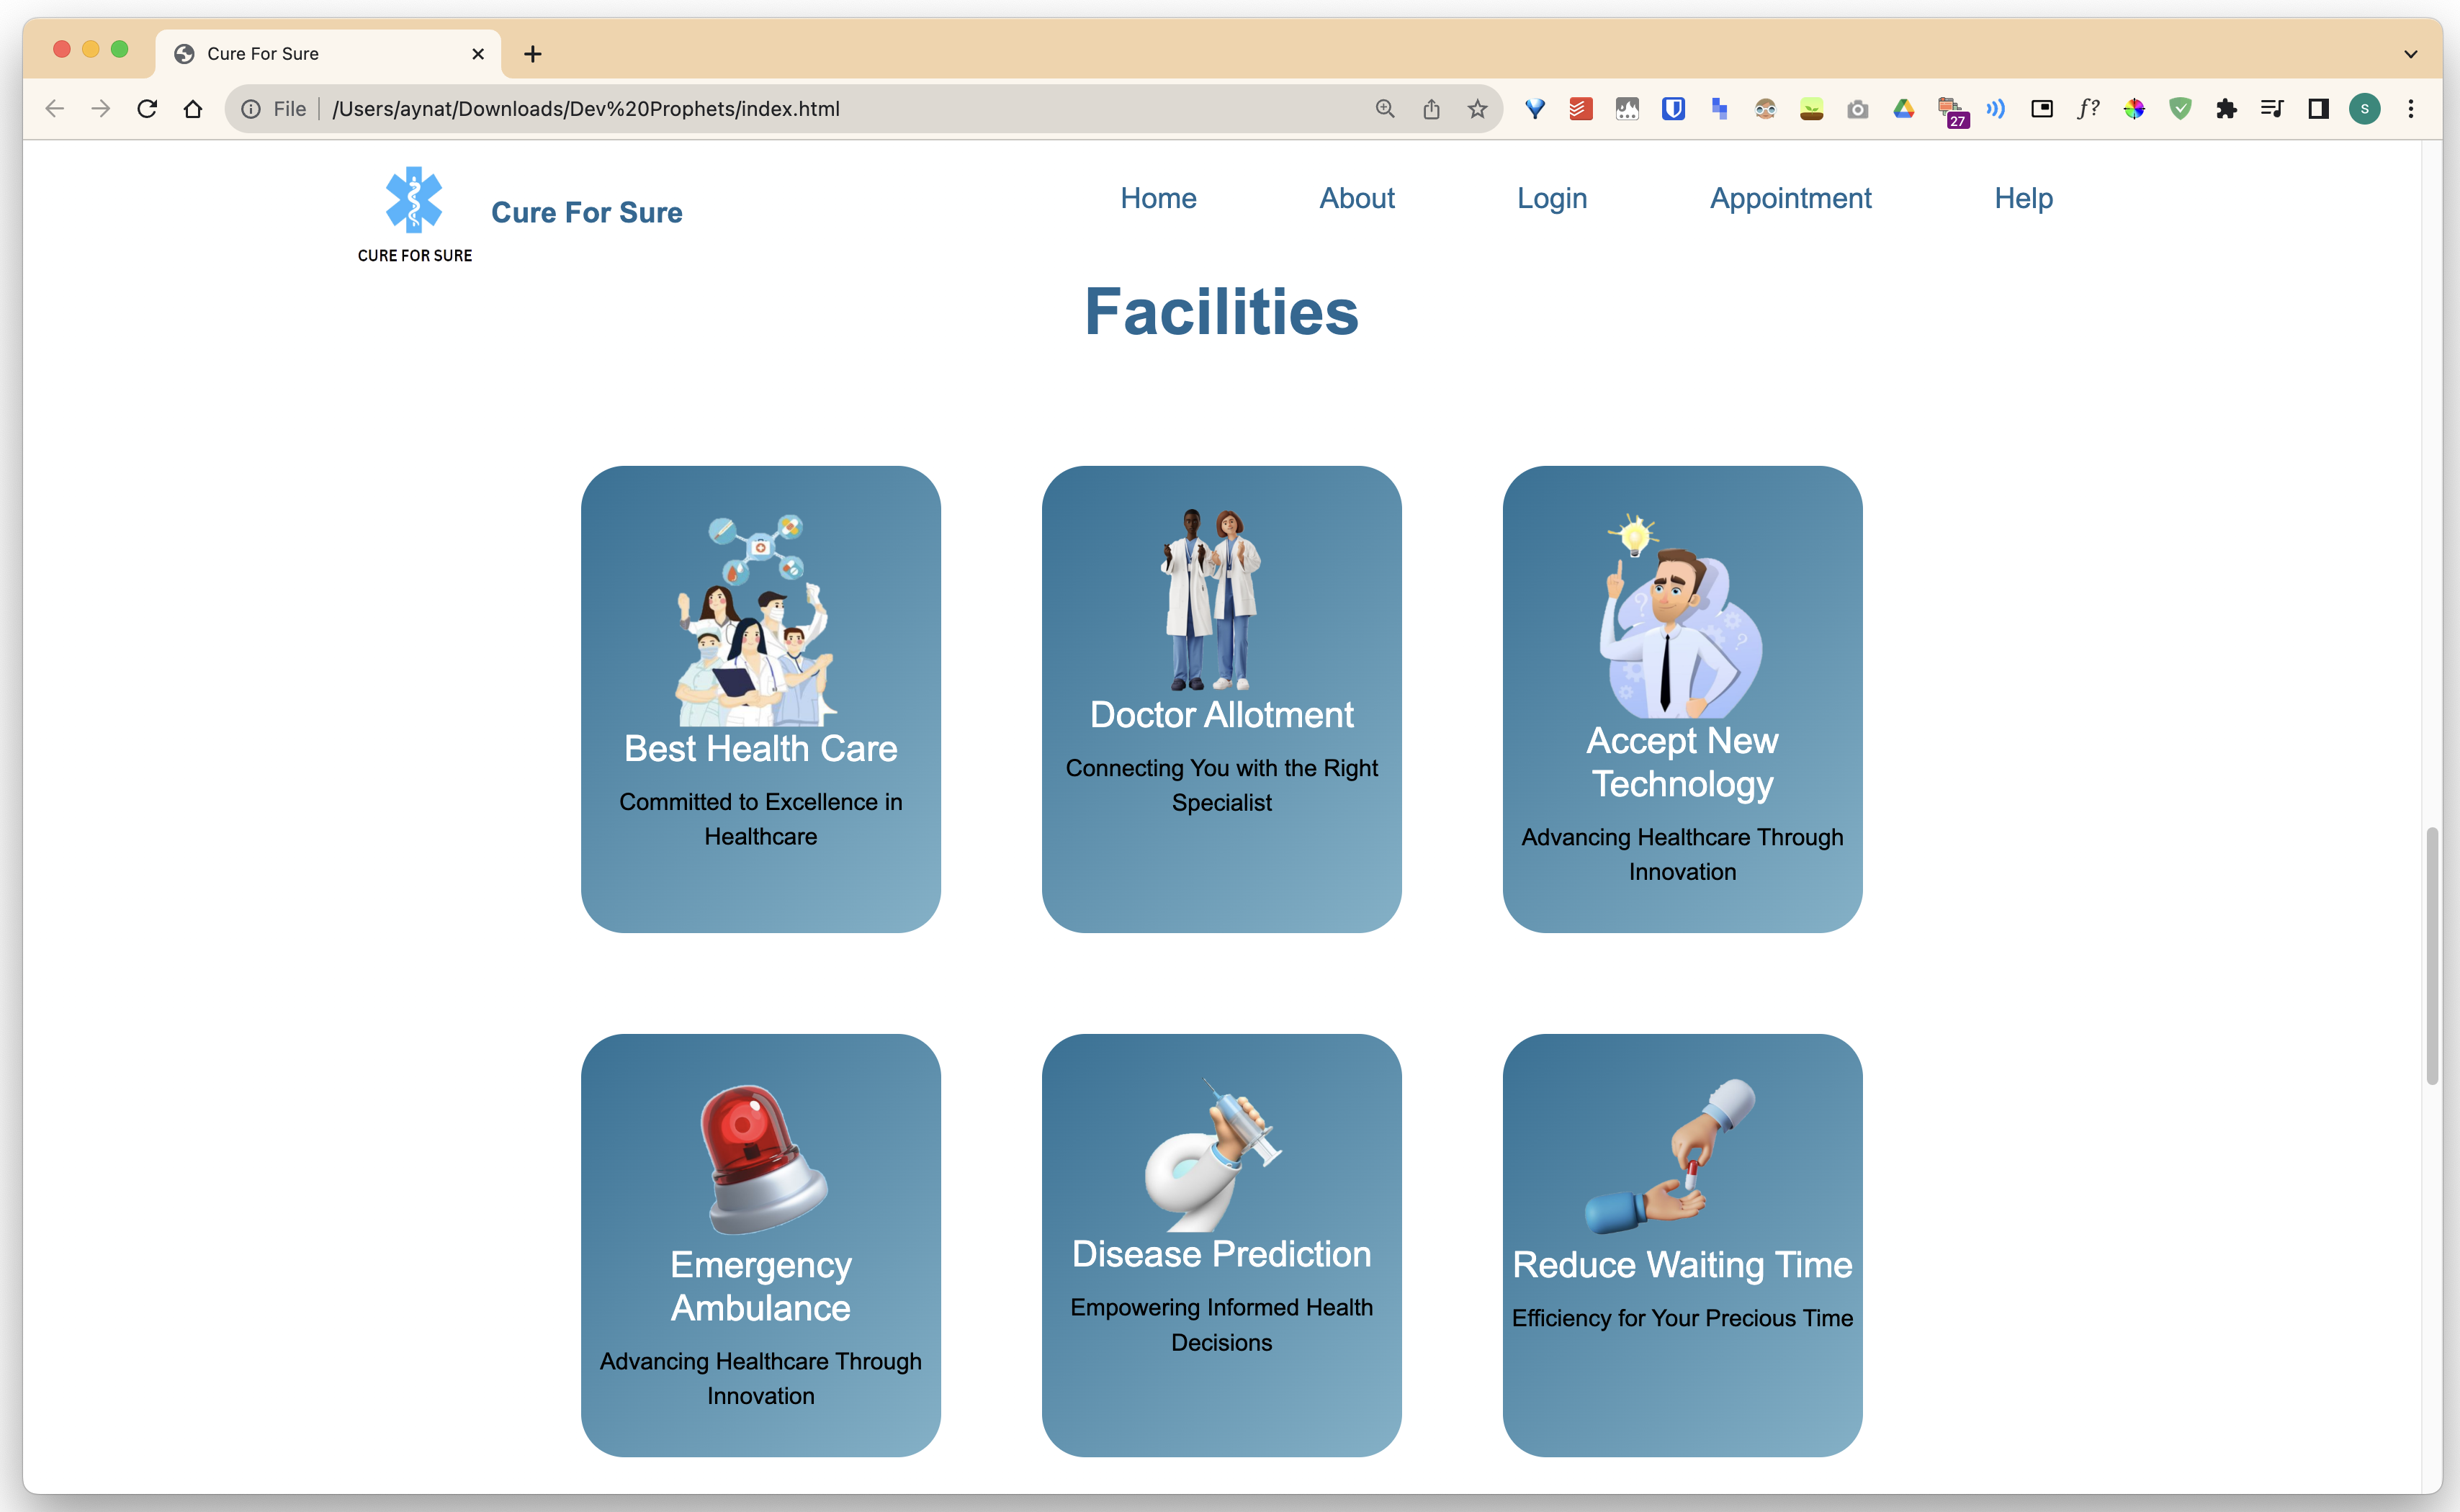 Cure For Sure
File /Users/aynat/Downloads/Dev%20Prophets/index.html
f?
27
S
CURE FOR SURE
Cure For Sure
Home About Login Appointment Help
Facilities
Best Health Care
Committed to Excellence in
Healthcare
Doctor Allotment
Connecting You with the Right
Specialist
Accept New
Technology
Advancing Healthcare Through
Innovation
Emergency
Ambulance
Advancing Healthcare Through
Innovation
Disease Prediction
Empowering Informed Health
Decisions
Reduce Waiting Time
Efficiency for Your Precious Time